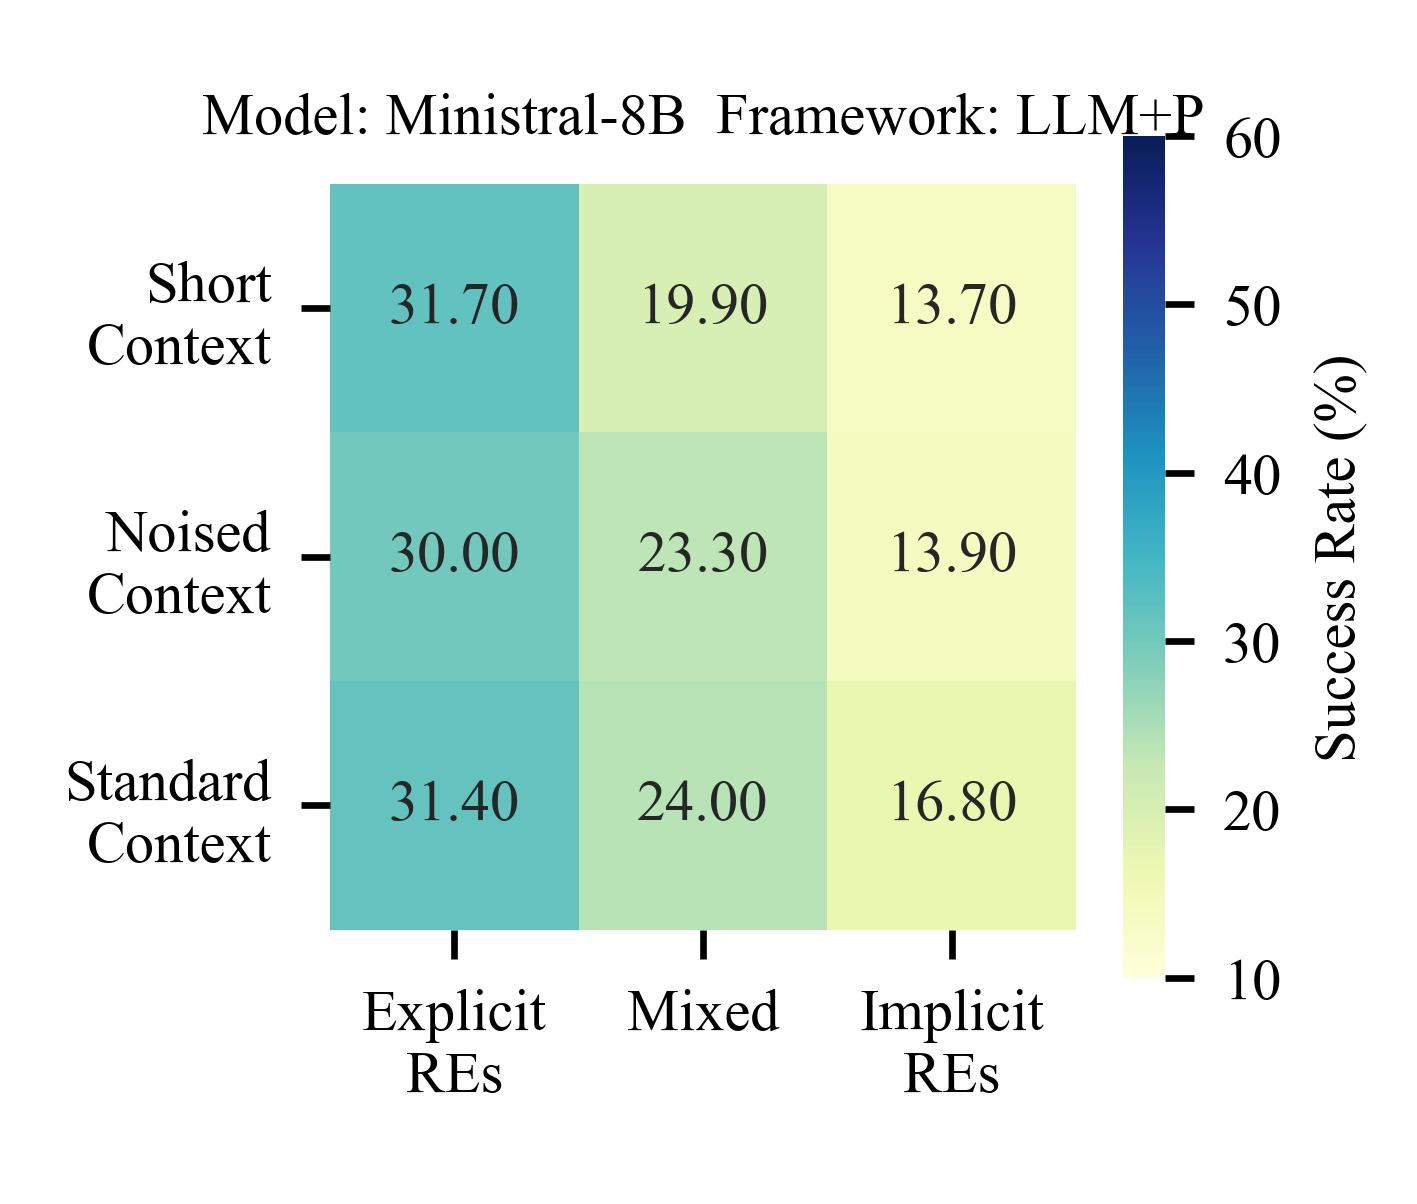 Model: Ministral-8B  Framework: LLM+P
Short
Context
31.70 19.90 13.70
Noised
Context
30.00 23.30 13.90
Standard
Context
31.40 24.00 16.80
Explicit
REs
Mixed
Implicit
REs
60
50
40
30
20
10
Success Rate (%)